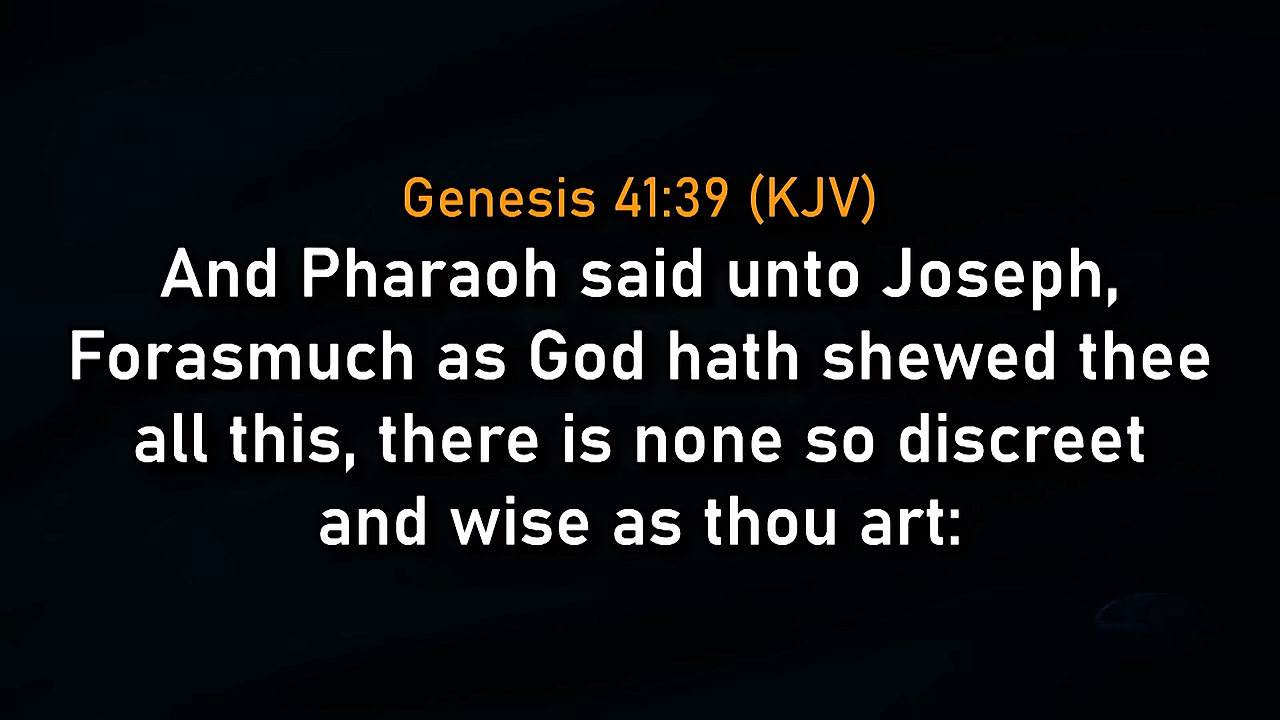 Genesis 41:39 (KJV)
And Pharaoh said unto Joseph,
Forasmuch as God hath shewed thee
all this, there is none so discreet
and wise as thou art: